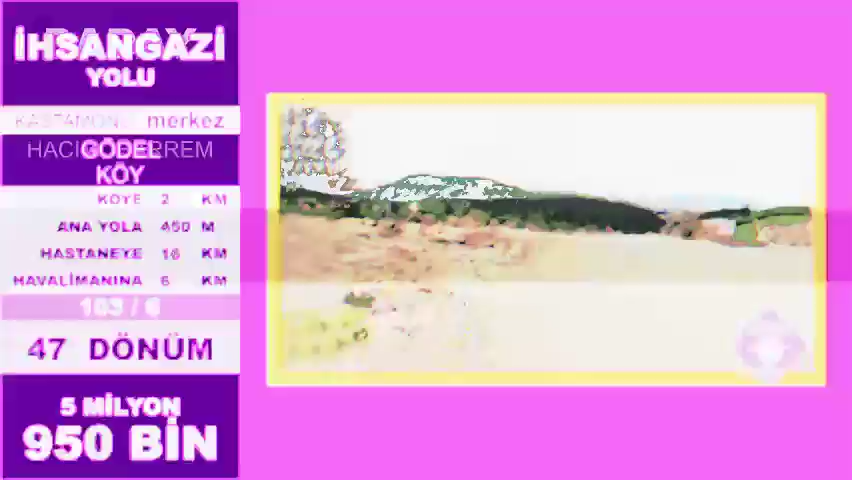 İHSANGAZİ
YOLU
KASTAMONU merkez
GÖDEL
KÖY
KÖYE 2 KM
ANA YOLA 450 M
HASTANEYE 16 KM
HAVALİMANINA 6 KM
47 DÖNÜM
5 MİLYON
950 BİN